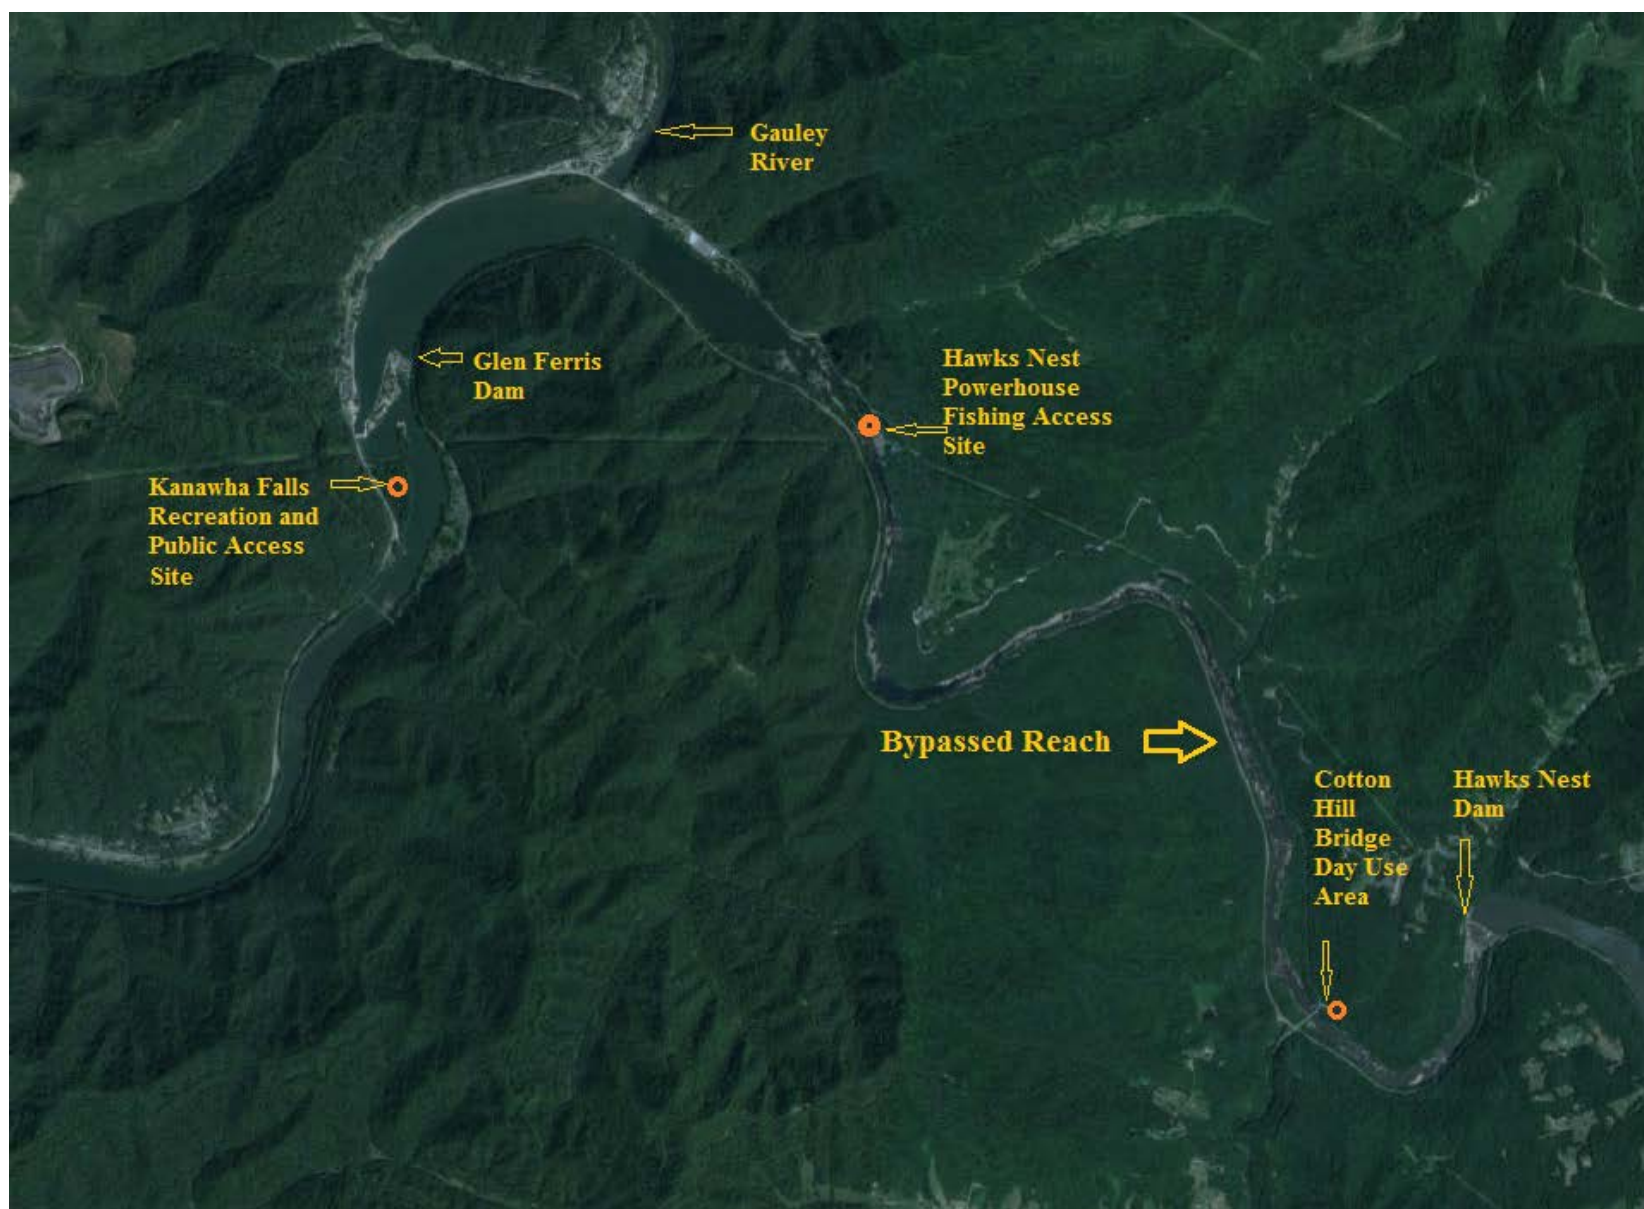 Gauley
River
Glen Ferris
Dam
Hawks Nest
Powerhouse
Fishing Access
Site
Kanawha Falls
Recreation and
Public Access
Site
Bypassed Reach
Cotton
Hill
Bridge
Day Use
Area
Hawks Nest
Dam